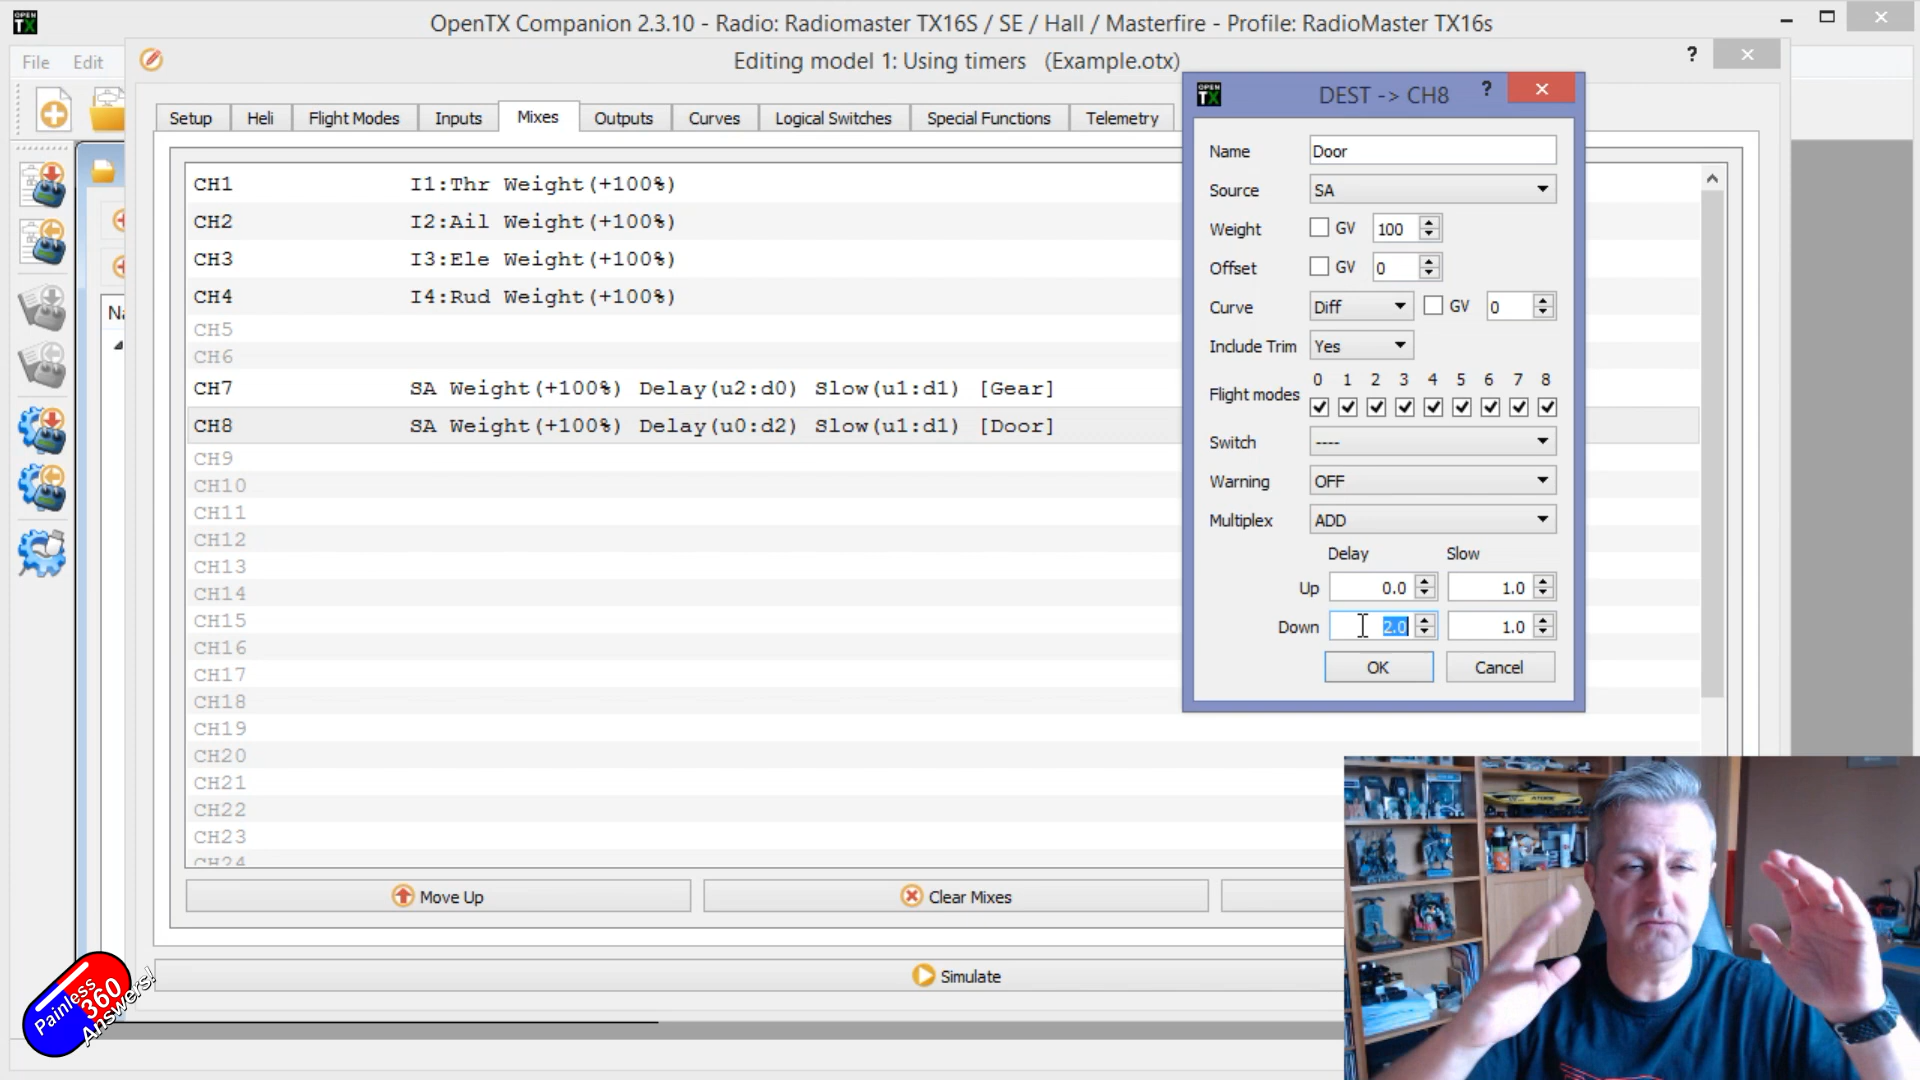 OPEN TX
OpenTX Companion 2.3.10 - Radio: Radiomaster TX16S / SE / Hall / Masterfire - Profile: RadioMaster TX16s
File Edit
Editing model 1: Using timers (Example.otx)
?
Setup Heli Flight Modes Inputs Mixes Outputs Curves Logical Switches Special Functions Telemetry
CH1 I1:Thr Weight(+100%)
CH2 I2:Ail Weight(+100%)
CH3 I3:Ele Weight(+100%)
CH4 I4:Rud Weight(+100%)
CH5
CH6
CH7 SA Weight(+100%) Delay(u2:d0) Slow(u1:d1) [Gear]
CH8 SA Weight(+100%) Delay(u0:d2) Slow(u1:d1) [Door]
CH9
CH10
CH11
CH12
CH13
CH14
CH15
CH16
CH17
CH18
CH19
CH20
CH21
CH22
CH23
CH24
Move Up
Clear Mixes
Simulate
OPEN TX
DEST -> CH8
?
Name Door
Source SA
Weight GV 100
Offset GV 0
Curve Diff GV 0
Include Trim Yes
0 1 2 3 4 5 6 7 8
Flight modes
Switch ----
Warning OFF
Multiplex ADD
Delay Slow
Up 0.0 1.0
Down 2.0 1.0
OK Cancel
Painless
360
Answers!